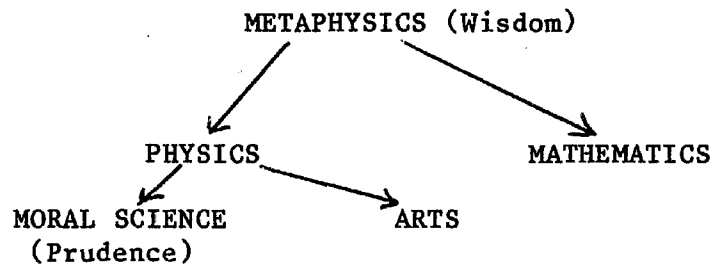 METAPHYSICS (Wisdom)
PHYSICS
MATHEMATICS
MORAL SCIENCE
(Prudence)
ARTS